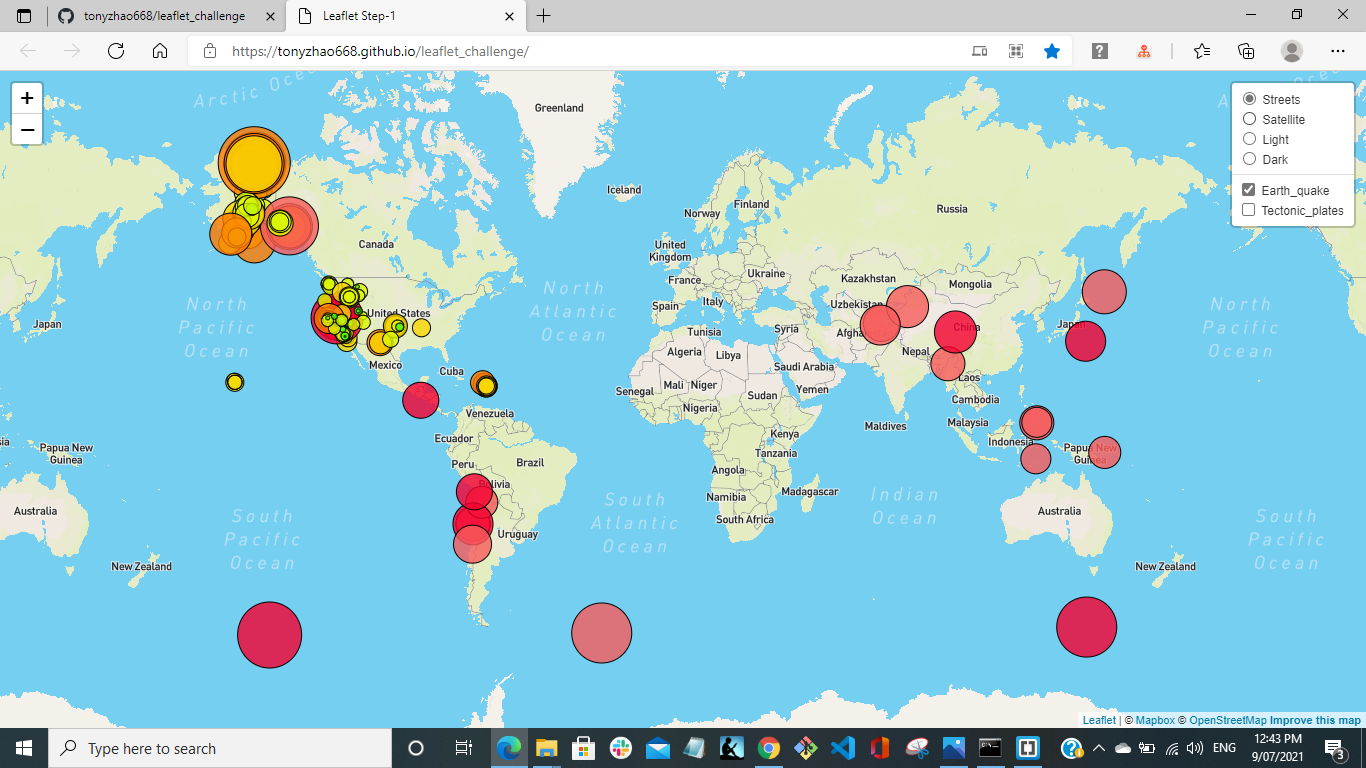 tonyzhao668/leaflet_challenge
Leaflet Step-1
https://tonyzhao668.github.io/leaflet_challenge/
+
−
Streets
Satellite
Light
Dark
Earth_quake
Tectonic_plates
Arctic Ocean
Greenland
Iceland
Finland
Norway
Russia
Canada
United
Kingdom
Ukraine
France
Kazakhstan
Mongolia
North
Pacific
Ocean
North
Atlantic
Ocean
North
Pacific
Ocean
Spain
Italy
Uzbekistan
United States
Japan
Tunisia
Syria
China
Japan
Algeria
Libya
Nepal
Mexico
Cuba
Saudi Arabia
Laos
Senegal
Mali
Niger
Sudan
Yemen
Cambodia
Venezuela
Nigeria
Maldives
Malaysia
Ecuador
Kenya
Indonesia
Papua New
Guinea
Papua New
Guinea
Peru
Brazil
Tanzania
Angola
Bolivia
Namibia
Madagascar
Australia
South
Pacific
Ocean
South
Atlantic
Ocean
Indian
Ocean
Australia
South
Pacific
Ocean
South Africa
Uruguay
New Zealand
New Zealand
Leaflet | © Mapbox © OpenStreetMap Improve this map
Type here to search
ENG
12:43 PM
9/07/2021
3